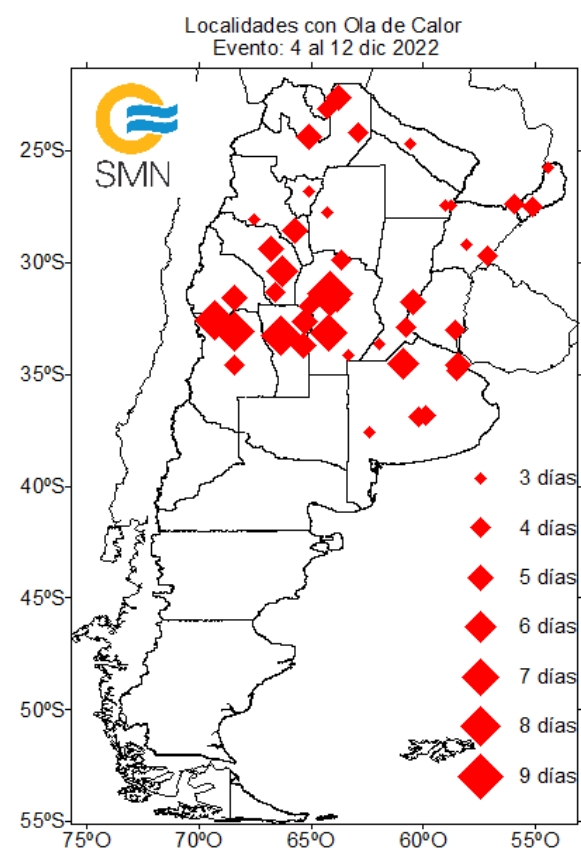 Localidades con Ola de Calor
Evento: 4 al 12 dic 2022
SMN
25ºS
30ºS
35ºS
40ºS
45ºS
50ºS
55ºS
3 días
4 días
5 días
6 días
7 días
8 días
9 días
75ºO
70ºO
65ºO
60ºO
55ºO